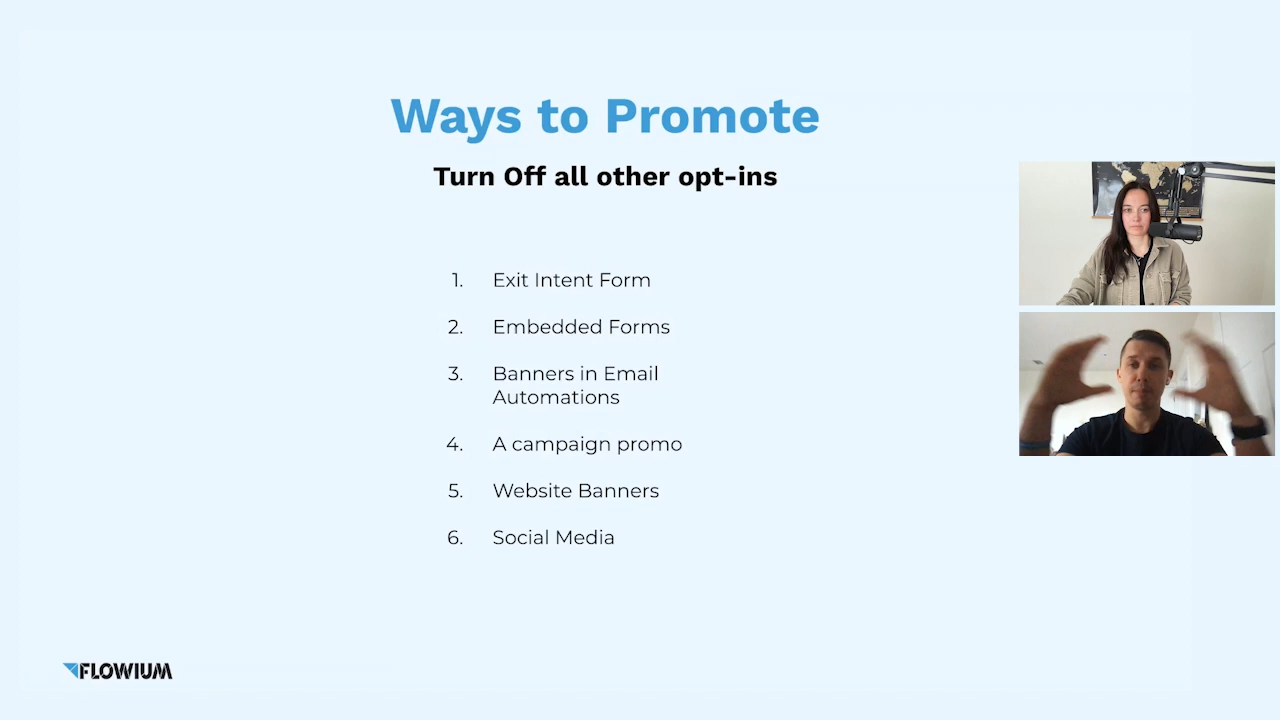 Ways to Promote
Turn Off all other opt-ins
1. Exit Intent Form
2. Embedded Forms
3. Banners in Email
Automations
4. A campaign promo
5. Website Banners
6. Social Media
FLOWIUM